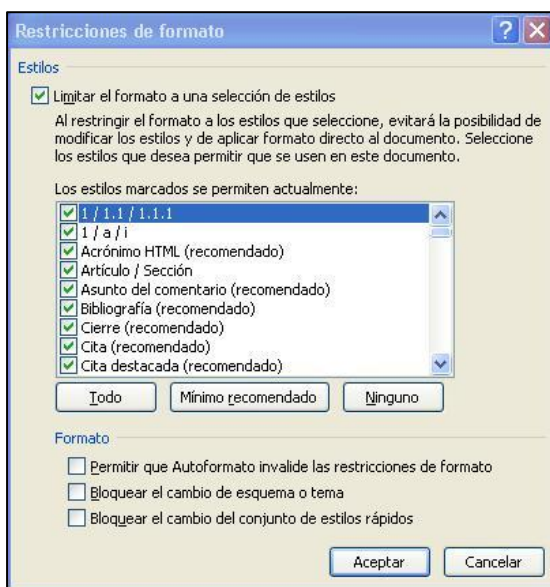 Restricciones de formato
Estilos
Limitar el formato a una selección de estilos
Al restringir el formato a los estilos que seleccione, evitará la posibilidad de
modificar los estilos y de aplicar formato directo al documento. Seleccione
los estilos que desea permitir que se usen en este documento.
Los estilos marcados se permiten actualmente:
1 / 1.1 / 1.1.1
1 / a / i
Acrónimo HTML (recomendado)
Artículo / Sección
Asunto del comentario (recomendado)
Bibliografía (recomendado)
Cierre (recomendado)
Cita (recomendado)
Cita destacada (recomendado)
Todo Mínimo recomendado Ninguno
Formato
Permitir que Autoformato invalide las restricciones de formato
Bloquear el cambio de esquema o tema
Bloquear el cambio del conjunto de estilos rápidos
Aceptar Cancelar